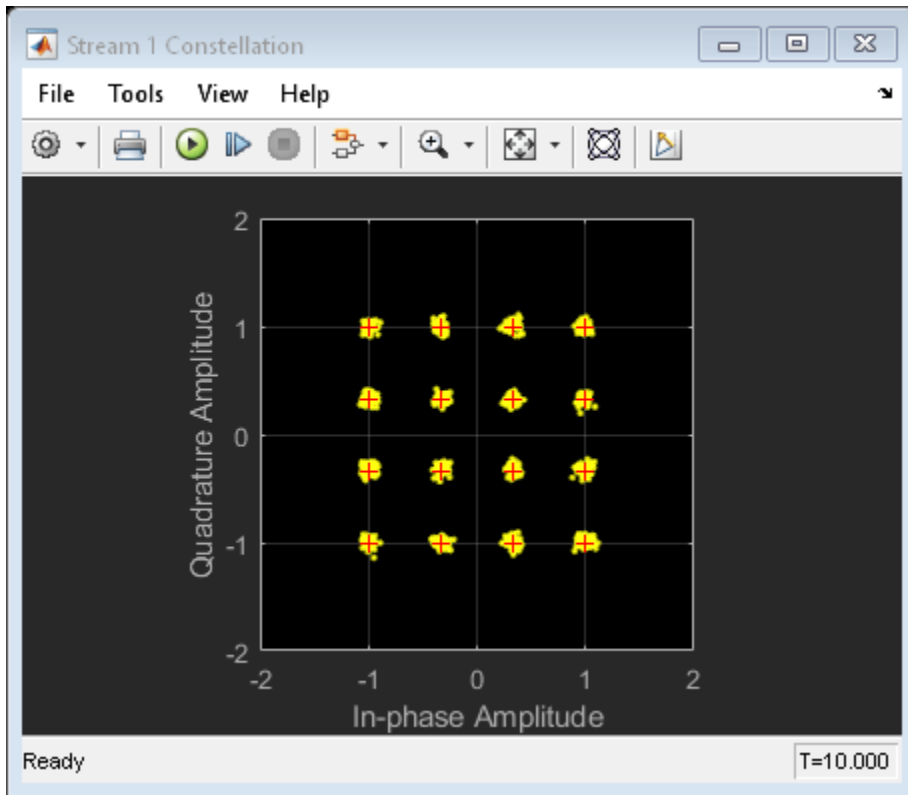 Stream 1 Constellation
File Tools View Help
2
1
0
-1
-2
Quadrature Amplitude
-2 -1 0 1 2
In-phase Amplitude
Ready T=10.000